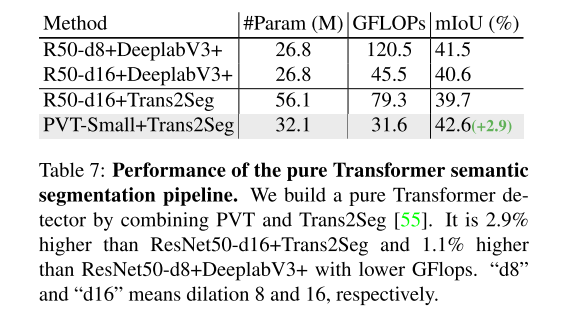 Method #Param (M) GFLOPs mIoU (%)
R50-d8+DeeplabV3+ 26.8 120.5 41.5
R50-d16+DeeplabV3+ 26.8 45.5 40.6
R50-d16+Trans2Seg 56.1 79.3 39.7
PVT-Small+Trans2Seg 32.1 31.6 42.6(+2.9)
Table 7: Performance of the pure Transformer semantic
segmentation pipeline. We build a pure Transformer de-
tector by combining PVT and Trans2Seg [55]. It is 2.9%
higher than ResNet50-d16+Trans2Seg and 1.1% higher
than ResNet50-d8+DeeplabV3+ with lower GFlops. “d8”
and “d16” means dilation 8 and 16, respectively.